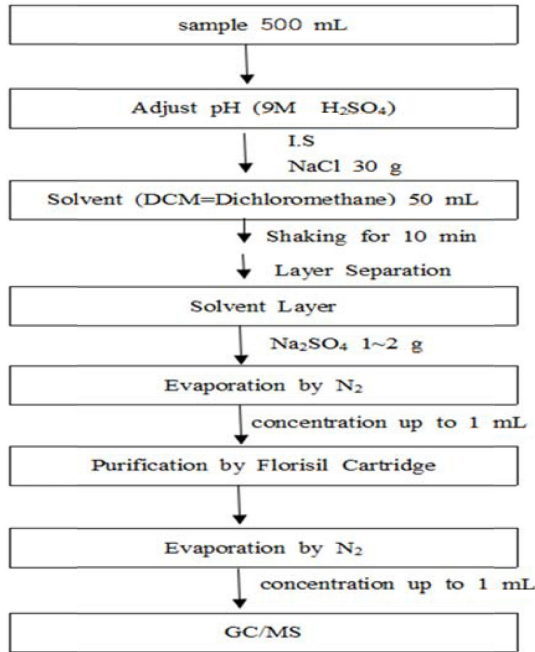 sample 500 mL
Adjust pH (9M H₂SO₄)
I.S
NaCl 30 g
Solvent (DCM=Dichloromethane) 50 mL
Shaking for 10 min
Layer Separation
Solvent Layer
Na₂SO₄ 1~2 g
Evaporation by N₂
concentration up to 1 mL
Purification by Florisil Cartridge
Evaporation by N₂
concentration up to 1 mL
GC/MS